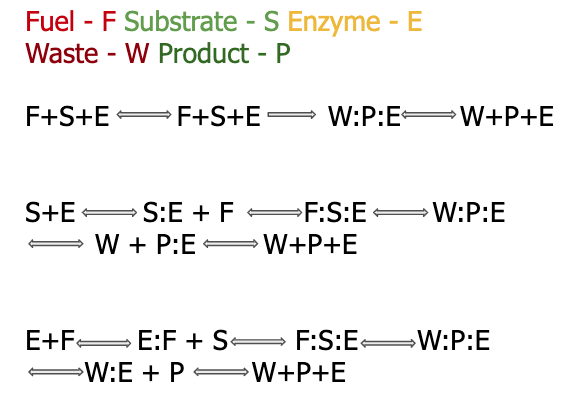 Fuel - F Substrate - S Enzyme - E
Waste - W Product - P
F+S+E ⟺ F+S+E ⟺ W:P:E ⟺ W+P+E
S+E ⟺ S:E + F ⟺ F:S:E ⟺ W:P:E
⟺ W + P:E ⟺ W+P+E
E+F ⟺ E:F + S ⟺ F:S:E ⟺ W:P:E
⟺ W:E + P ⟺ W+P+E